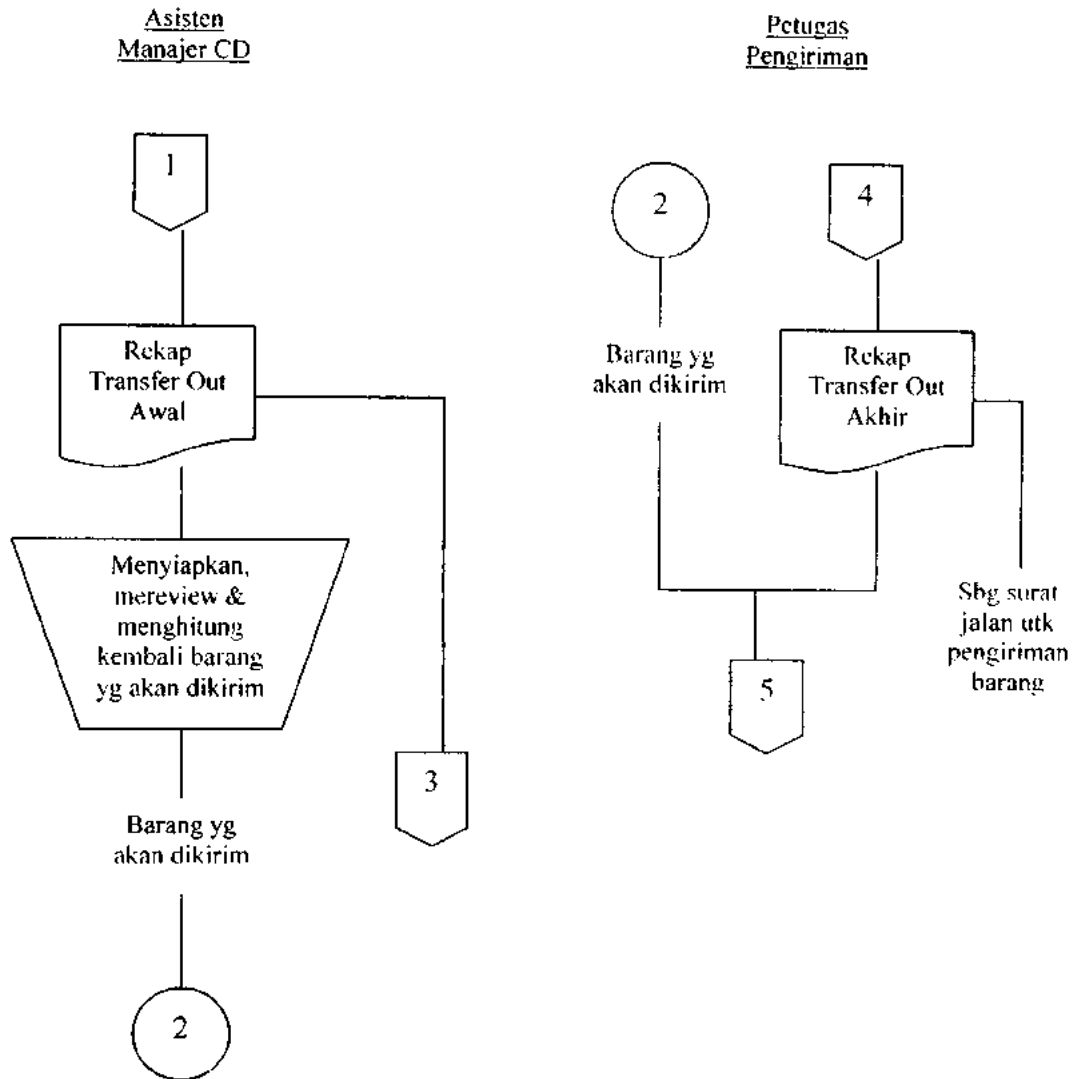 Asisten
Manajer CD
1
Rekap
Transfer Out
Awal
Menyiapkan,
mereview &
menghitung
kembali barang
yg akan dikirim
3
Barang yg
akan dikirim
2
Petugas
Pengiriman
2
4
Barang yg
akan dikirim
Rekap
Transfer Out
Akhir
Sbg surat
jalan utk
pengiriman
barang
5